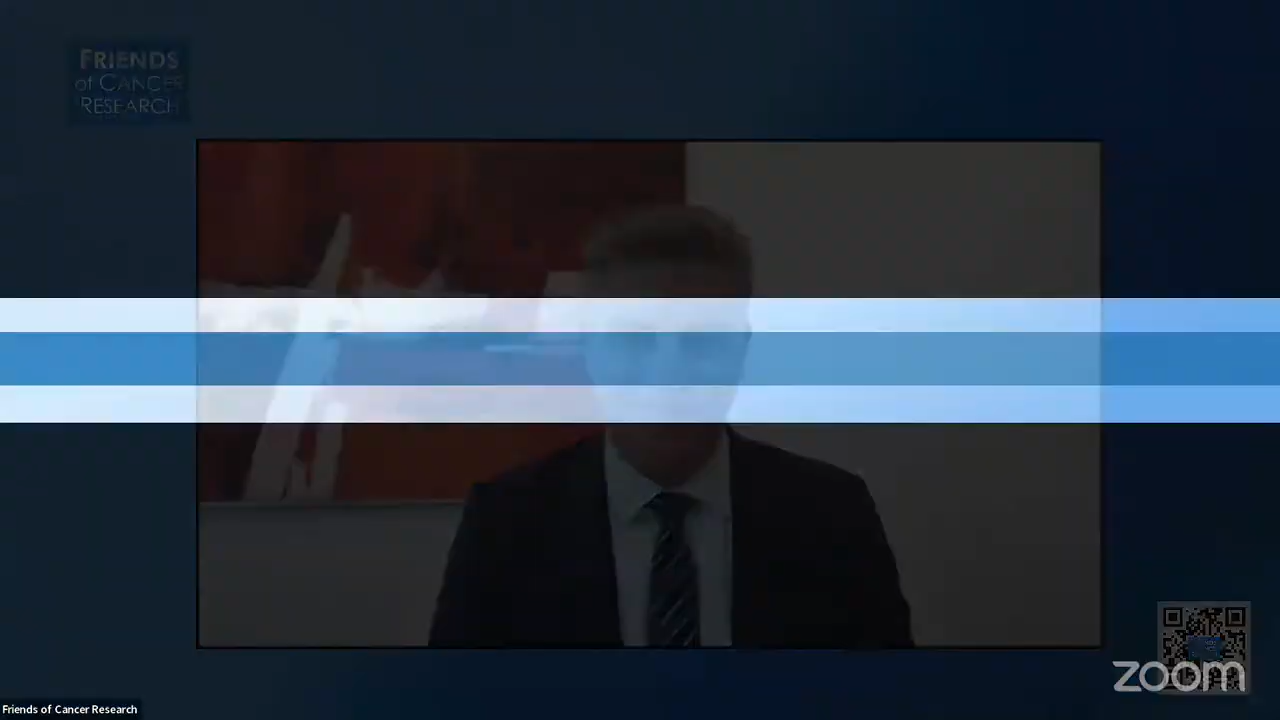 FRIENDS
of CANCER
RESEARCH
zoom
Friends of Cancer Research